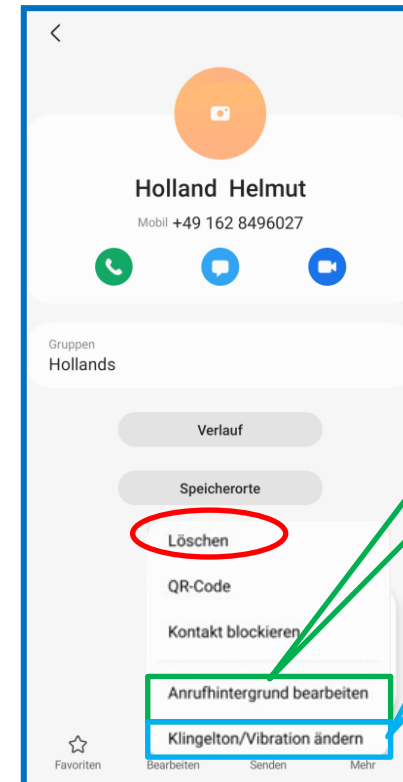 Holland Helmut
Mobil +49 162 8496027
Gruppen
Hollands
Verlauf
Speicherorte
Löschen
QR-Code
Kontakt blockieren
Anrufhintergrund bearbeiten
Klingelton/Vibration ändern
Favoriten Bearbeiten Senden Mehr